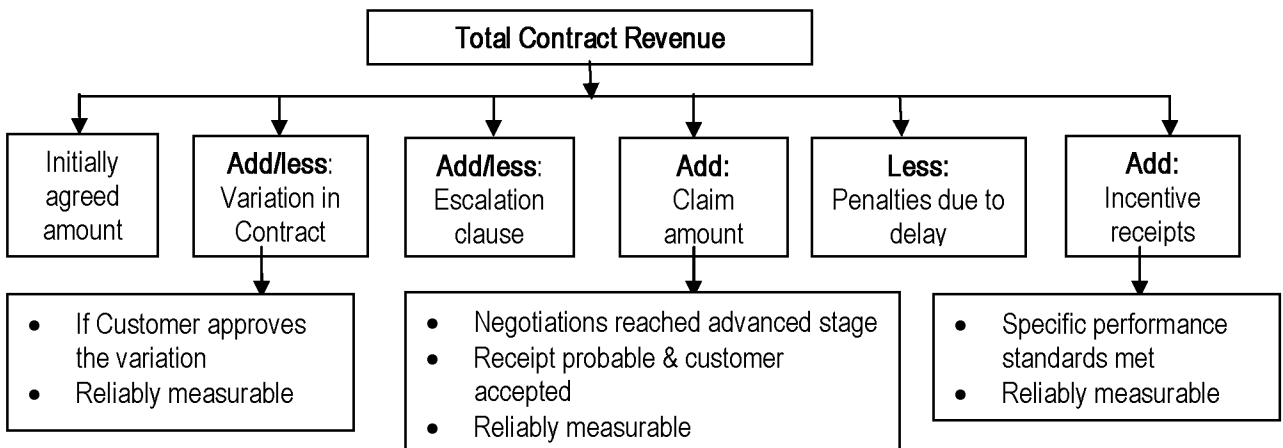 Total Contract Revenue
Initially
agreed
amount
Add/less:
Variation in
Contract
Add/less:
Escalation
clause
Add:
Claim
amount
Less:
Penalties due to
delay
Add:
Incentive
receipts
• If Customer approves
the variation
• Reliably measurable
• Negotiations reached advanced stage
• Receipt probable & customer
accepted
• Reliably measurable
• Specific performance
standards met
• Reliably measurable